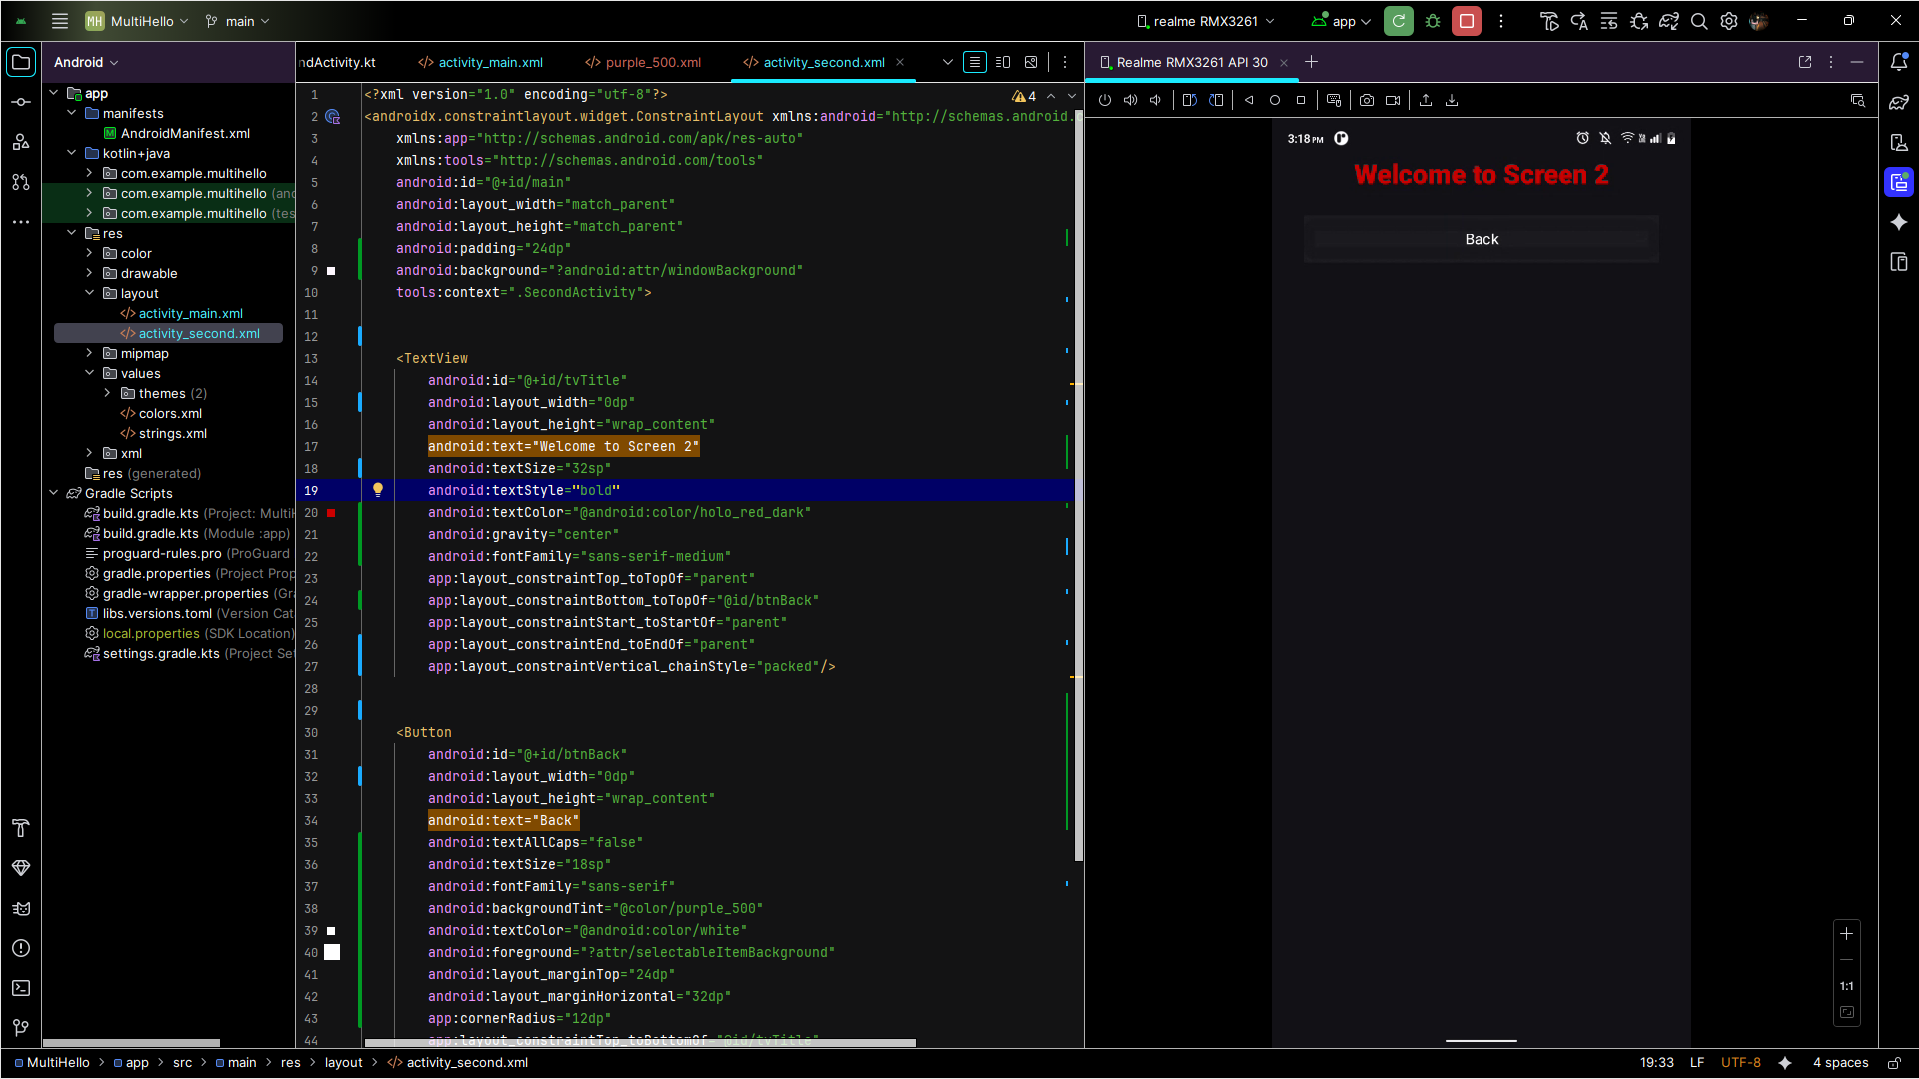 MH MultiHello main realme RMX3261 app
Android
ndActivity.kt activity_main.xml purple_500.xml activity_second.xml
Realme RMX3261 API 30
app
manifests
AndroidManifest.xml
kotlin+java
com.example.multihello
com.example.multihello (and
com.example.multihello (tes
res
color
drawable
layout
activity_main.xml
activity_second.xml
mipmap
values
themes (2)
colors.xml
strings.xml
xml
res (generated)
Gradle Scripts
build.gradle.kts (Project: MultiH
build.gradle.kts (Module :app)
proguard-rules.pro (ProGuard
gradle.properties (Project Prop
gradle-wrapper.properties (Gra
libs.versions.toml (Version Cat
local.properties (SDK Location)
settings.gradle.kts (Project Set
4
1 <?xml version="1.0" encoding="utf-8"?>
2 <androidx.constraintlayout.widget.ConstraintLayout xmlns:android="http://schemas.android.
3 xmlns:app="http://schemas.android.com/apk/res-auto"
4 xmlns:tools="http://schemas.android.com/tools"
5 android:id="@+id/main"
6 android:layout_width="match_parent"
7 android:layout_height="match_parent"
8 android:padding="24dp"
9 android:background="?android:attr/windowBackground"
10 tools:context=".SecondActivity">
11
12
13 <TextView
14 android:id="@+id/tvTitle"
15 android:layout_width="0dp"
16 android:layout_height="wrap_content"
17 android:text="Welcome to Screen 2"
18 android:textSize="32sp"
19 android:textStyle="bold"
20 android:textColor="@android:color/holo_red_dark"
21 android:gravity="center"
22 android:fontFamily="sans-serif-medium"
23 app:layout_constraintTop_toTopOf="parent"
24 app:layout_constraintBottom_toTopOf="@id/btnBack"
25 app:layout_constraintStart_toStartOf="parent"
26 app:layout_constraintEnd_toEndOf="parent"
27 app:layout_constraintVertical_chainStyle="packed"/>
28
29
30 <Button
31 android:id="@+id/btnBack"
32 android:layout_width="0dp"
33 android:layout_height="wrap_content"
34 android:text="Back"
35 android:textAllCaps="false"
36 android:textSize="18sp"
37 android:fontFamily="sans-serif"
38 android:backgroundTint="@color/purple_500"
39 android:textColor="@android:color/white"
40 android:foreground="?attr/selectableItemBackground"
41 android:layout_marginTop="24dp"
42 android:layout_marginHorizontal="32dp"
43 app:cornerRadius="12dp"
44 app:layout_constraintTop_toBottomOf="@id/tvTitle"
3:18 PM
Welcome to Screen 2
Back
1:1
MultiHello > app > src > main > res > layout > activity_second.xml
19:33 LF UTF-8 4 spaces